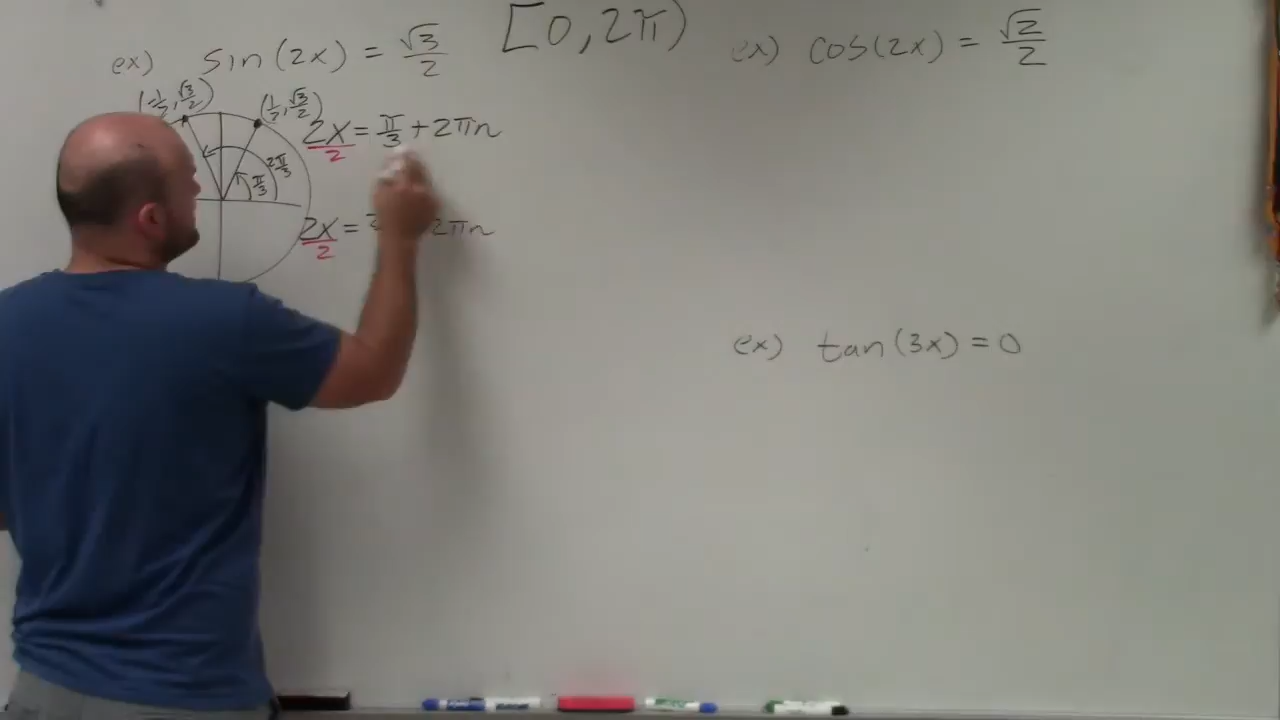 [0, 2π)
ex) sin(2x) = √3/2
(-1/2, √3/2)
(1/2, √3/2)
2x = π/3 + 2πn
2
2π/3
π/3
2x = 2πn
2
ex) cos(2x) = √2/2
ex) tan(3x) = 0